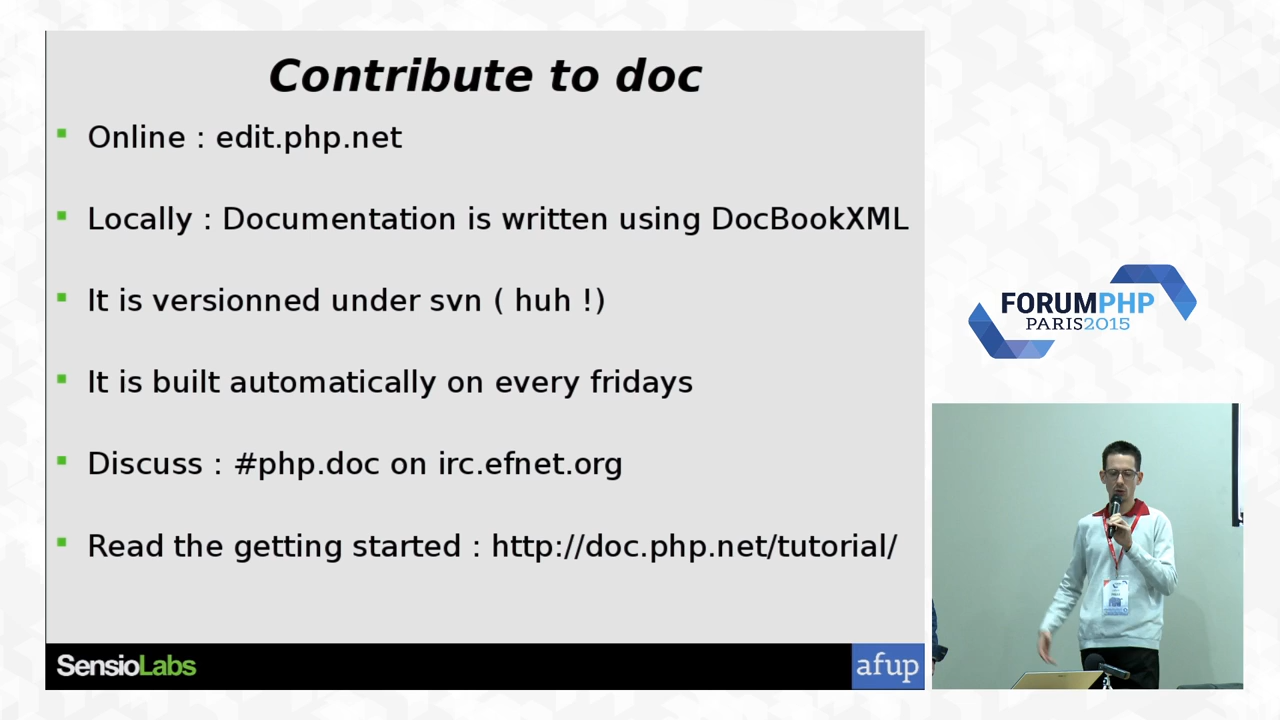 Contribute to doc
Online : edit.php.net
Locally : Documentation is written using DocBookXML
It is versionned under svn ( huh !)
It is built automatically on every fridays
Discuss : #php.doc on irc.efnet.org
Read the getting started : http://doc.php.net/tutorial/
SensioLabs
afup
FORUMPHP
PARIS2015